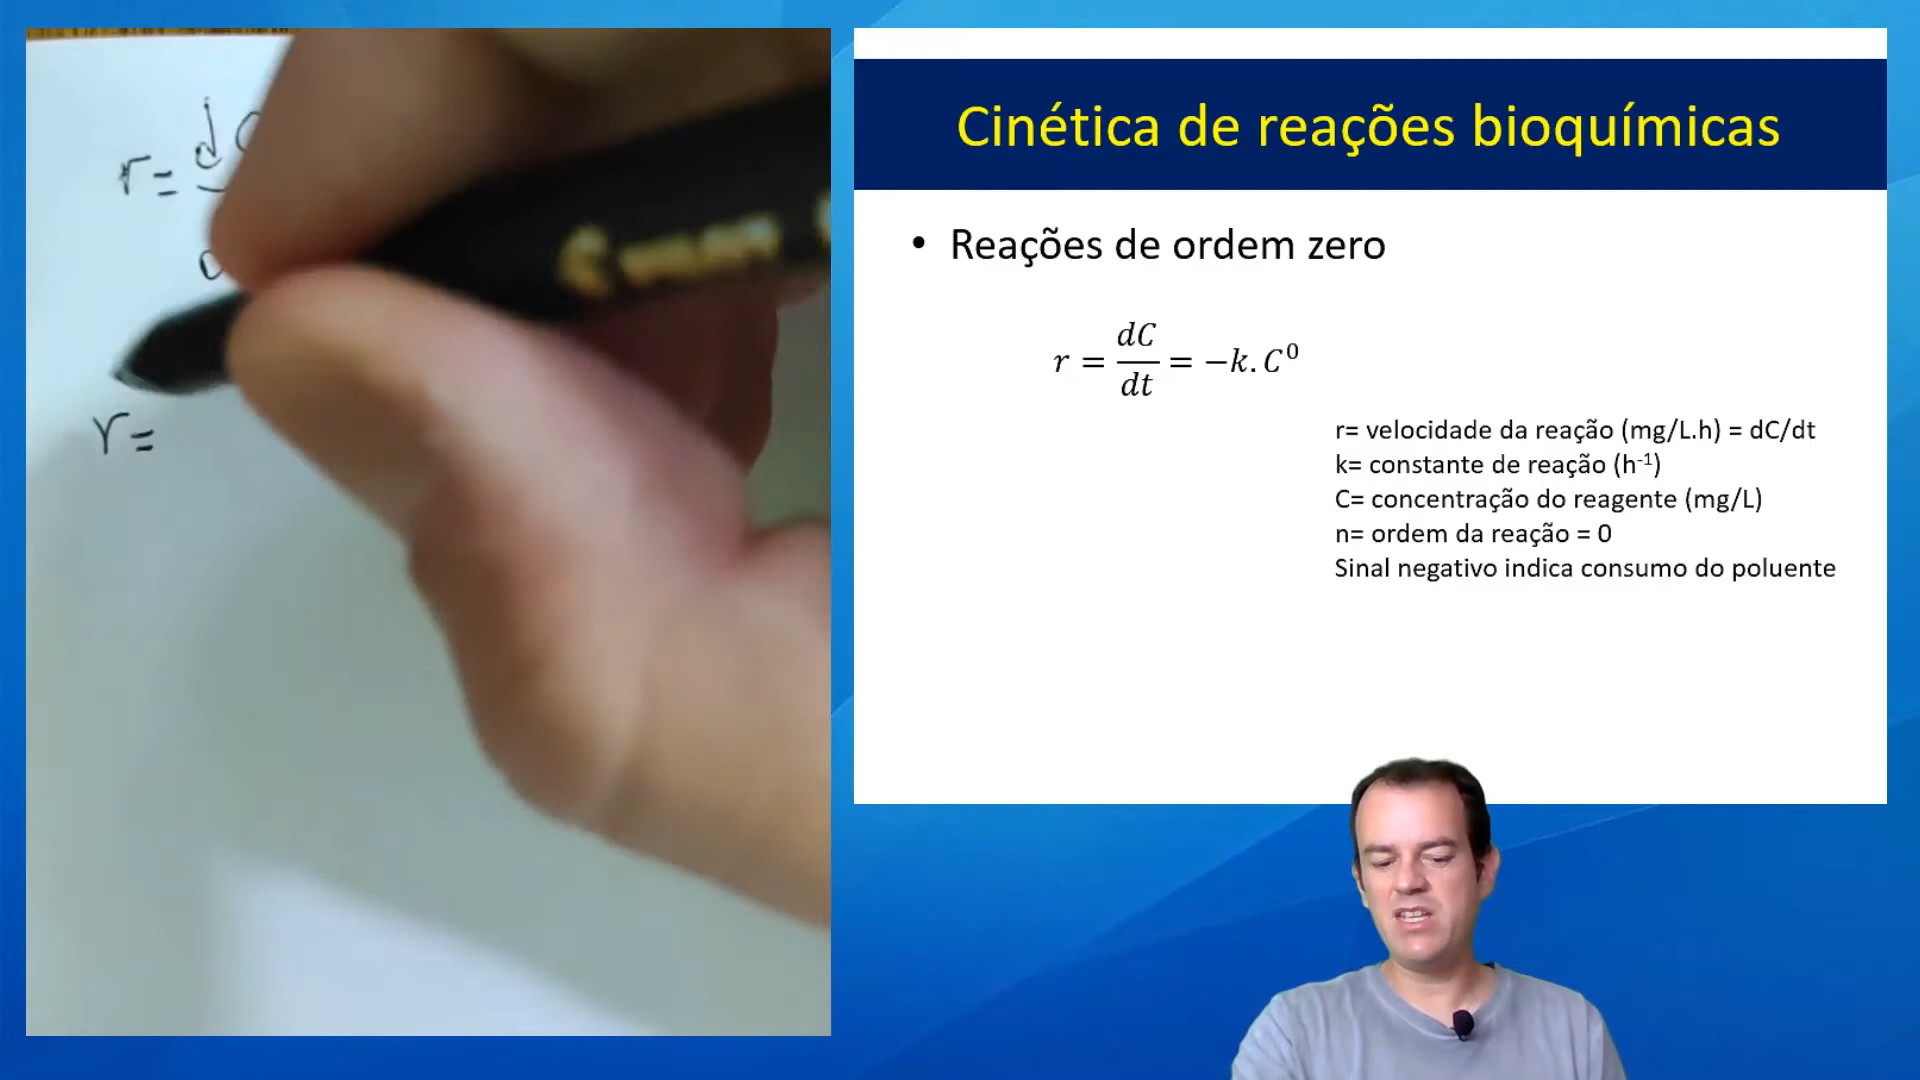 r= d
r=
Cinética de reações bioquímicas
• Reações de ordem zero
r = dC/dt = −k. C⁰
r= velocidade da reação (mg/L.h) = dC/dt
k= constante de reação (h⁻¹)
C= concentração do reagente (mg/L)
n= ordem da reação = 0
Sinal negativo indica consumo do poluente